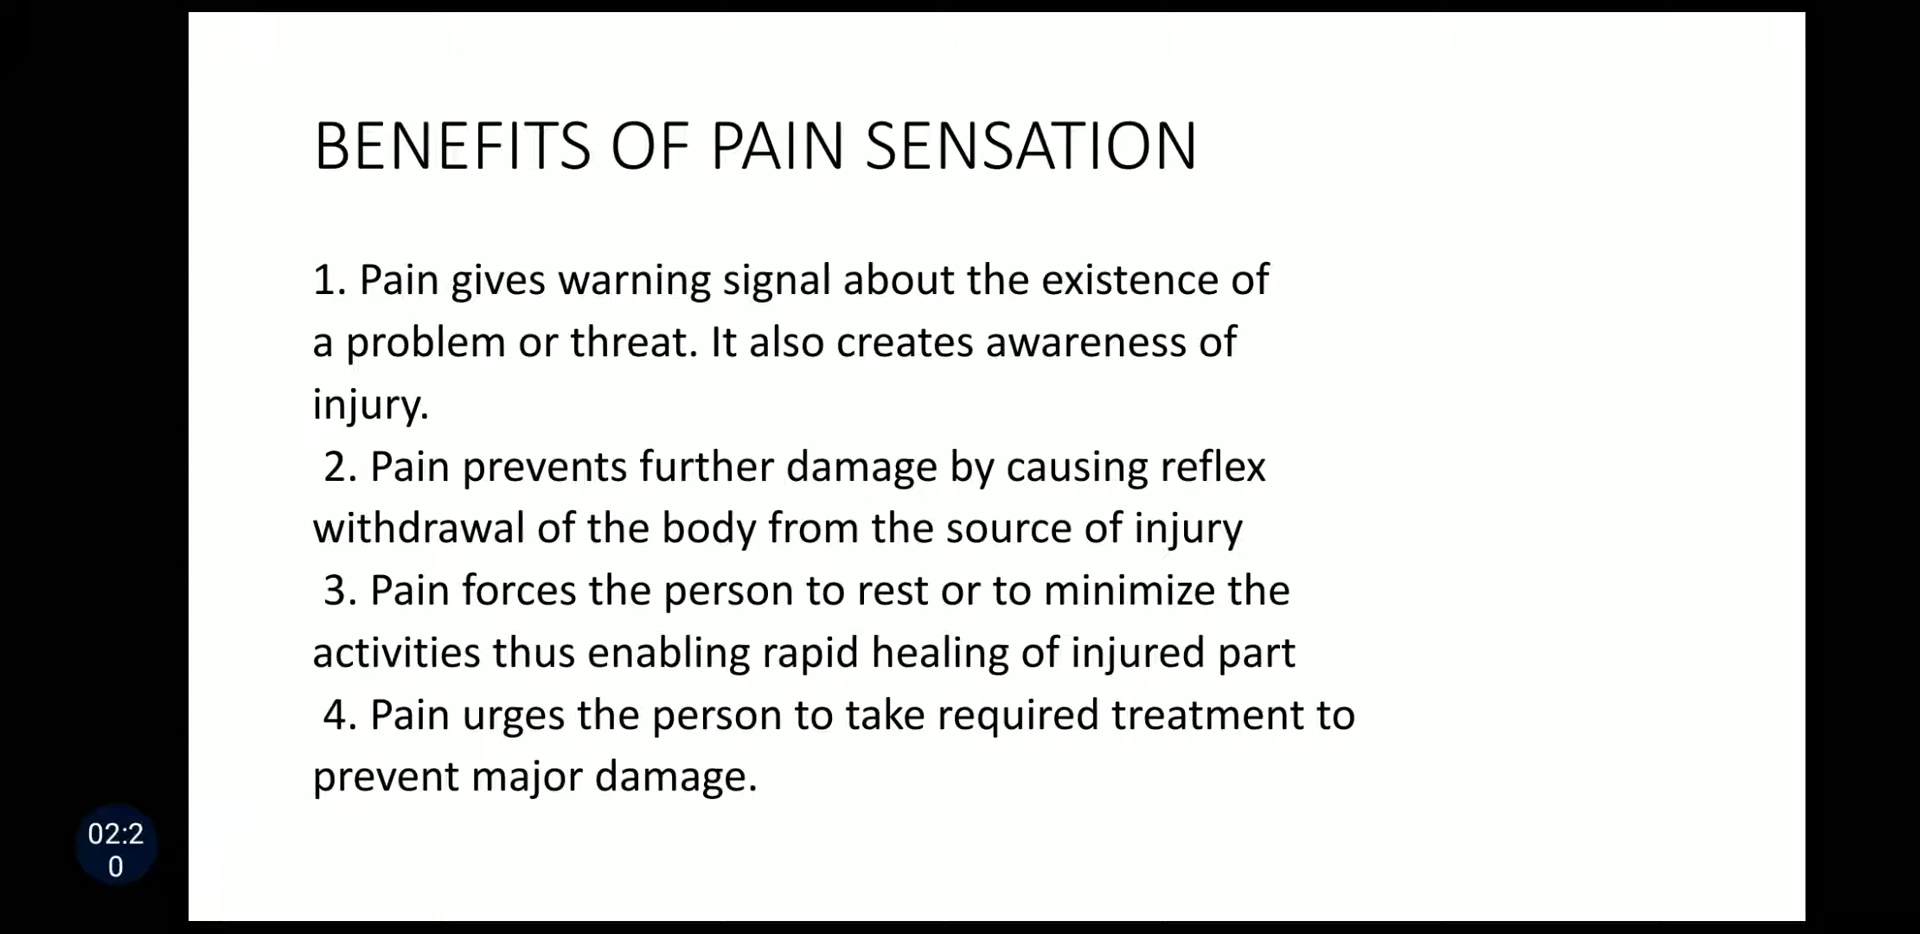 BENEFITS OF PAIN SENSATION
1. Pain gives warning signal about the existence of
a problem or threat. It also creates awareness of
injury.
2. Pain prevents further damage by causing reflex
withdrawal of the body from the source of injury
3. Pain forces the person to rest or to minimize the
activities thus enabling rapid healing of injured part
4. Pain urges the person to take required treatment to
prevent major damage.
02:2
0